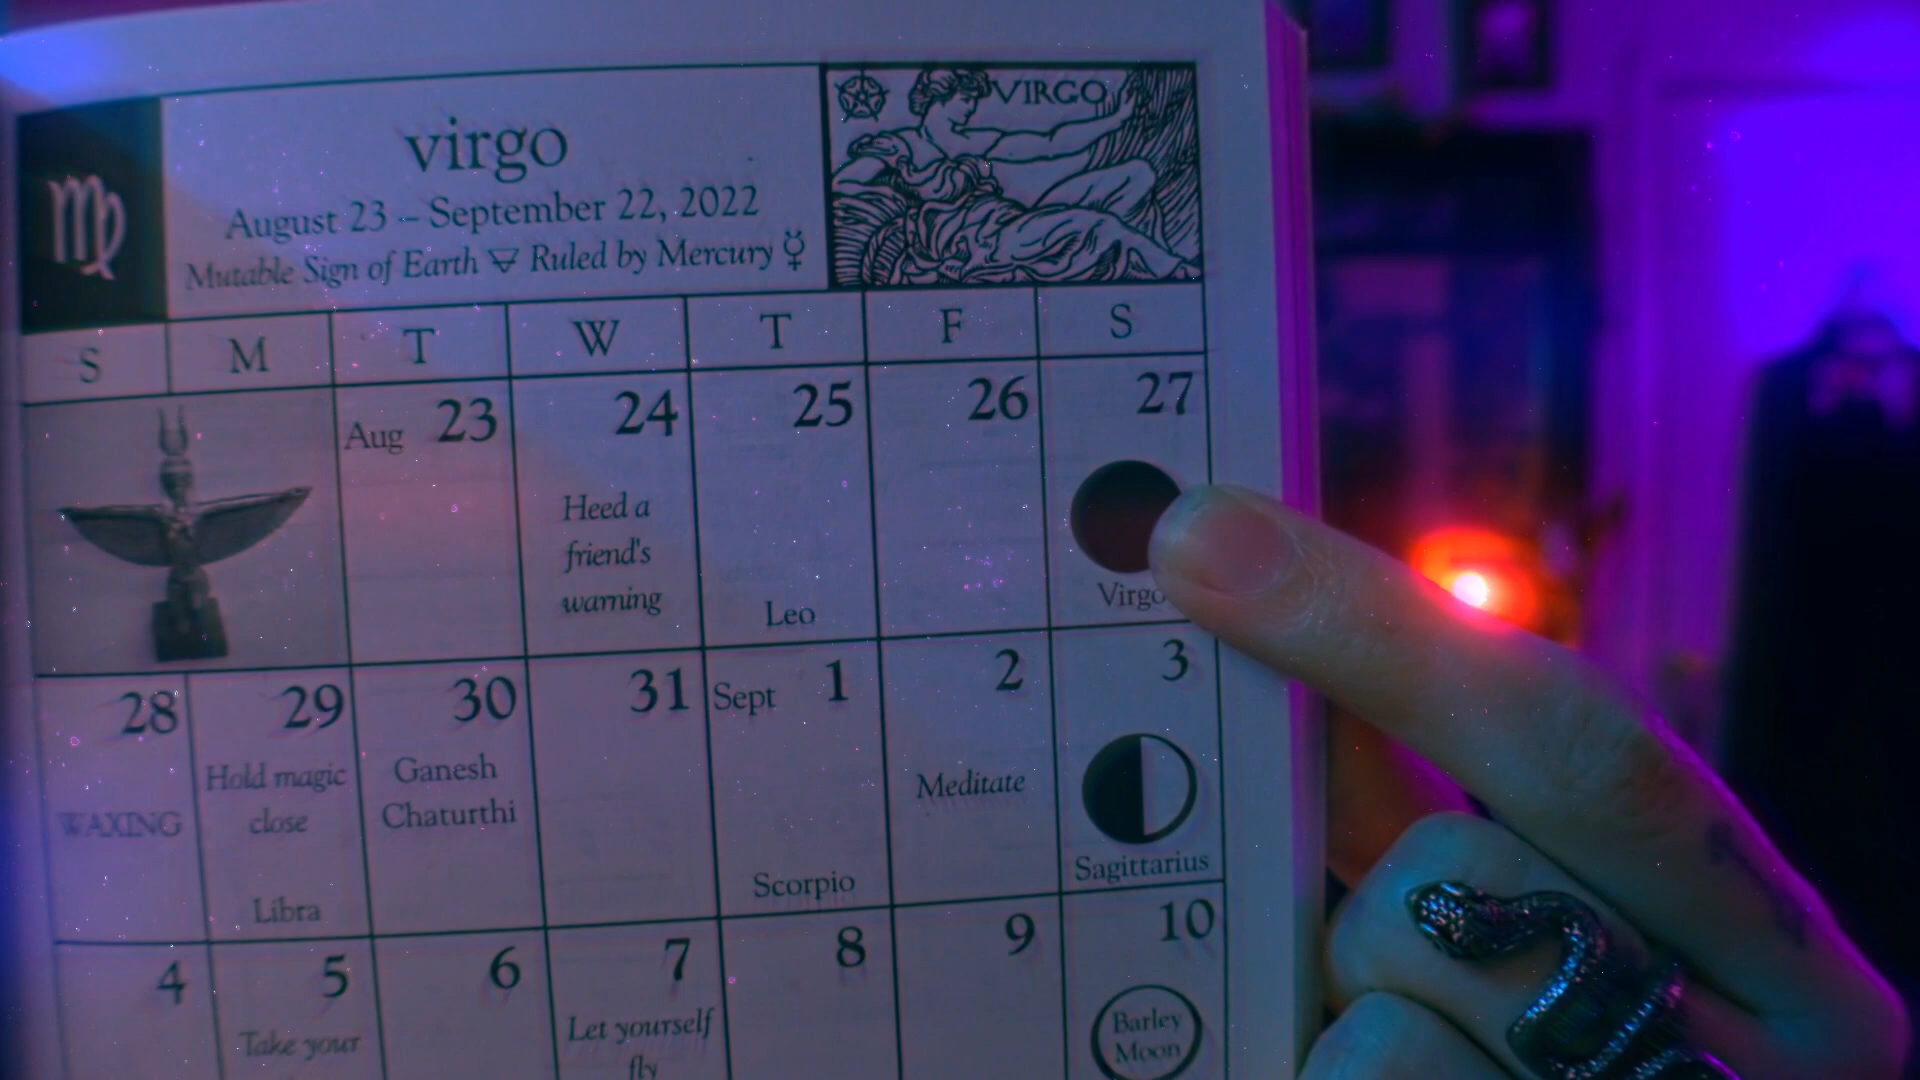 virgo
August 23 – September 22, 2022
Mutable Sign of Earth Ruled by Mercury
VIRGO
S M T W T F S
Aug 23
24
Heed a
friend's
warning
25
Leo
26
27
Virgo
28
WAXING
29
Hold magic
close
Libra
30
Ganesh
Chaturthi
31
Sept 1
Scorpio
2
Meditate
3
Sagittarius
4
5
Take your
6
7
Let yourself
fly
8
9
10
Barley
Moon